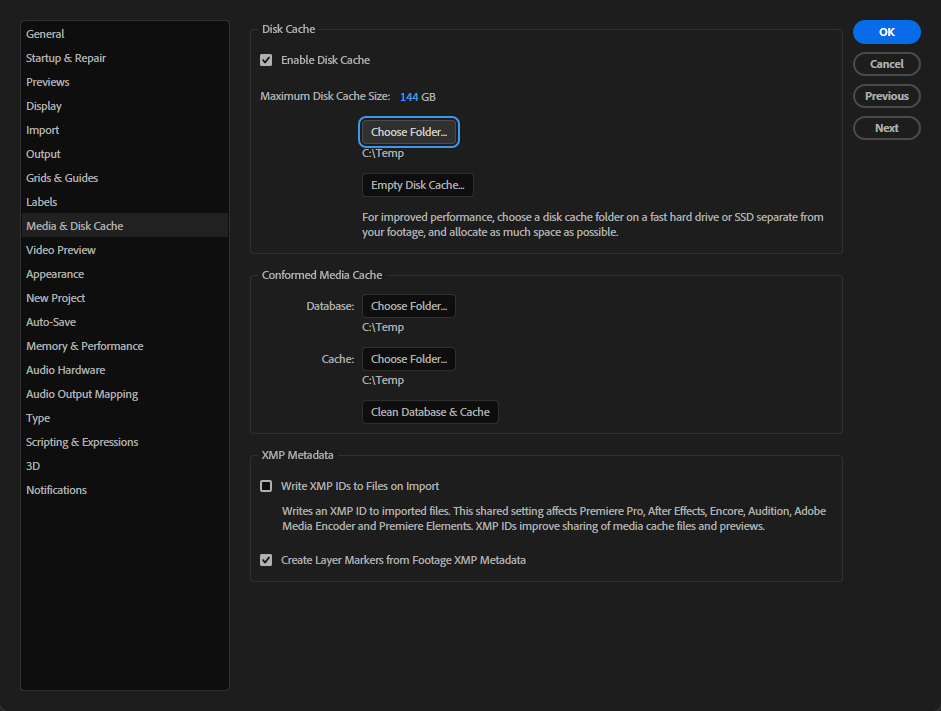 General
Startup & Repair
Previews
Display
Import
Output
Grids & Guides
Labels
Media & Disk Cache
Video Preview
Appearance
New Project
Auto-Save
Memory & Performance
Audio Hardware
Audio Output Mapping
Type
Scripting & Expressions
3D
Notifications
Disk Cache
Enable Disk Cache
Maximum Disk Cache Size: 144 GB
Choose Folder...
C:\Temp
Empty Disk Cache...
For improved performance, choose a disk cache folder on a fast hard drive or SSD separate from
your footage, and allocate as much space as possible.
Conformed Media Cache
Database: Choose Folder...
C:\Temp
Cache: Choose Folder...
C:\Temp
Clean Database & Cache
XMP Metadata
Write XMP IDs to Files on Import
Writes an XMP ID to imported files. This shared setting affects Premiere Pro, After Effects, Encore, Audition, Adobe
Media Encoder and Premiere Elements. XMP IDs improve sharing of media cache files and previews.
Create Layer Markers from Footage XMP Metadata
OK
Cancel
Previous
Next